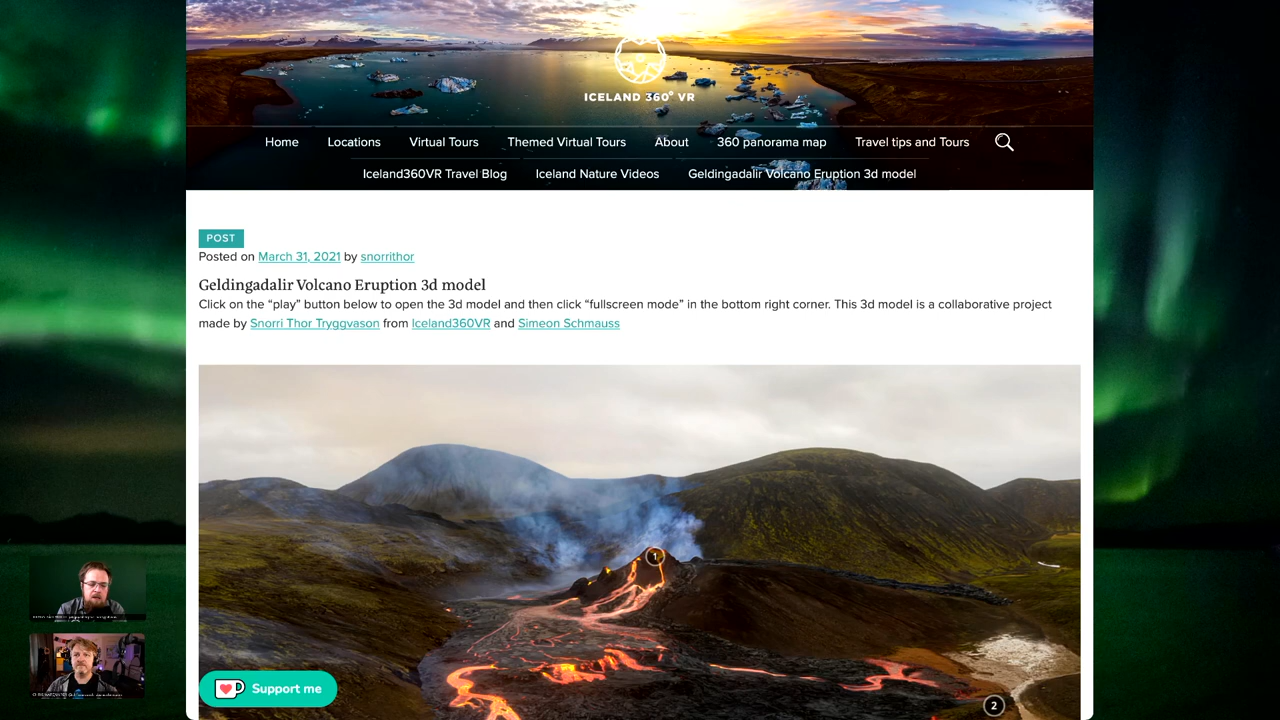 ICELAND 360° VR
Home Locations Virtual Tours Themed Virtual Tours About 360 panorama map Travel tips and Tours
Iceland360VR Travel Blog Iceland Nature Videos Geldingadalir Volcano Eruption 3d model
POST
Posted on March 31, 2021 by snorrithor
Geldingadalir Volcano Eruption 3d model
Click on the “play” button below to open the 3d model and then click “fullscreen mode” in the bottom right corner. This 3d model is a collaborative project
made by Snorri Thor Tryggvason from Iceland360VR and Simeon Schmauss
1
Support me
2